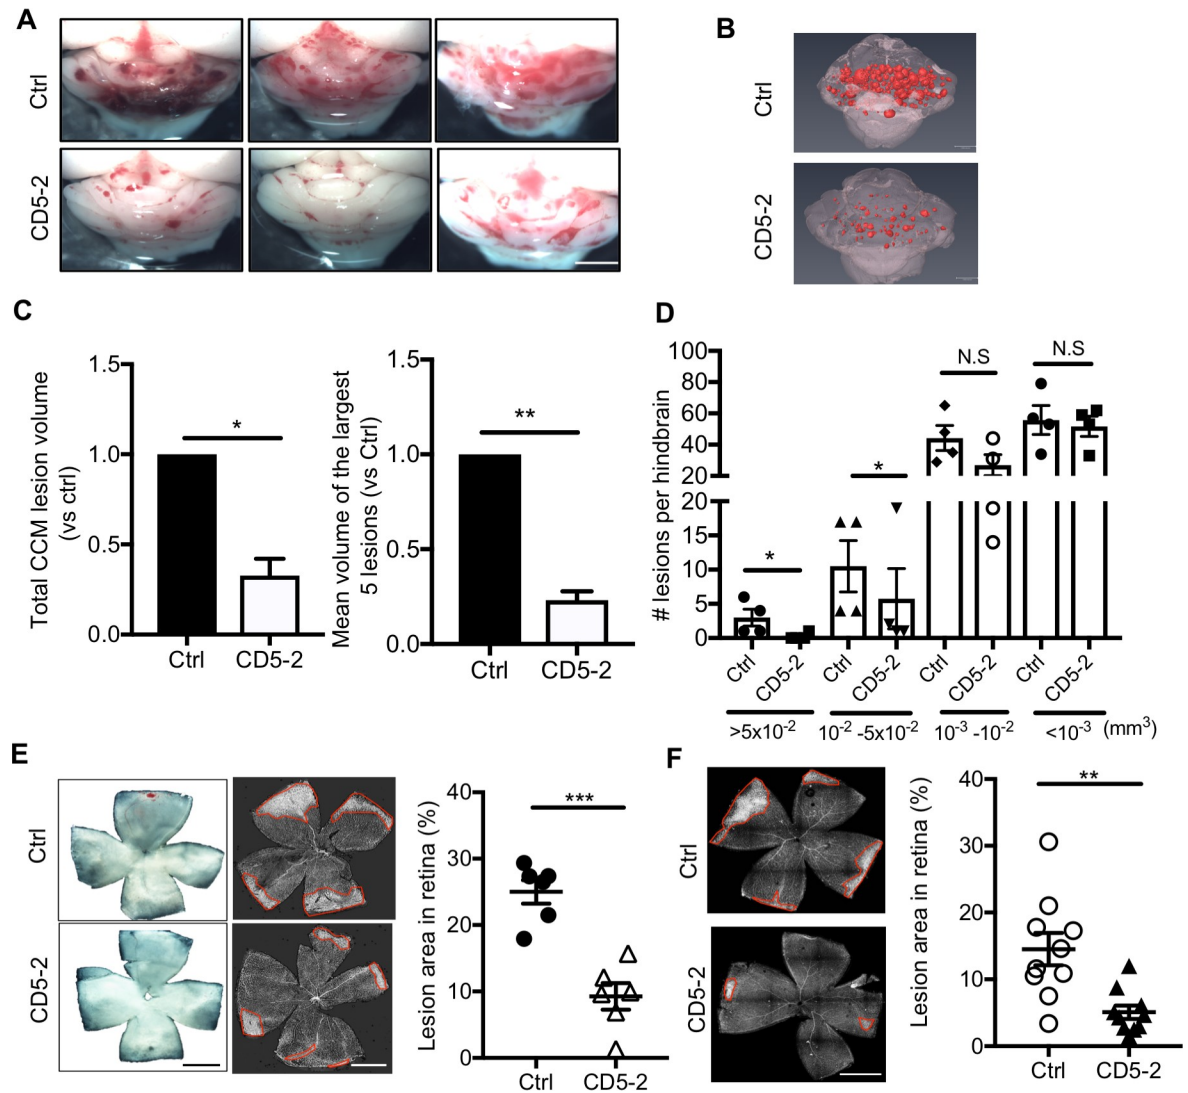 A
Ctrl
CD5-2
B
Ctrl
CD5-2
C
Total CCM lesion volume
(vs ctrl)
1.5
1.0
0.5
0.0
*
Ctrl
CD5-2
Mean volume of the largest
5 lesions (vs Ctrl)
1.5
1.0
0.5
0.0
**
Ctrl
CD5-2
D
# lesions per hindbrain
100
80
60
40
20
20
15
10
5
0
*
*
N.S
N.S
Ctrl
CD5-2
Ctrl
CD5-2
Ctrl
CD5-2
Ctrl
CD5-2
>5x10-2
10-2 -5x10-2
10-3 -10-2
<10-3
(mm3)
E
Ctrl
CD5-2
Lesion area in retina (%)
40
30
20
10
0
***
Ctrl
CD5-2
F
Ctrl
CD5-2
Lesion area in retina (%)
40
30
20
10
0
**
Ctrl
CD5-2